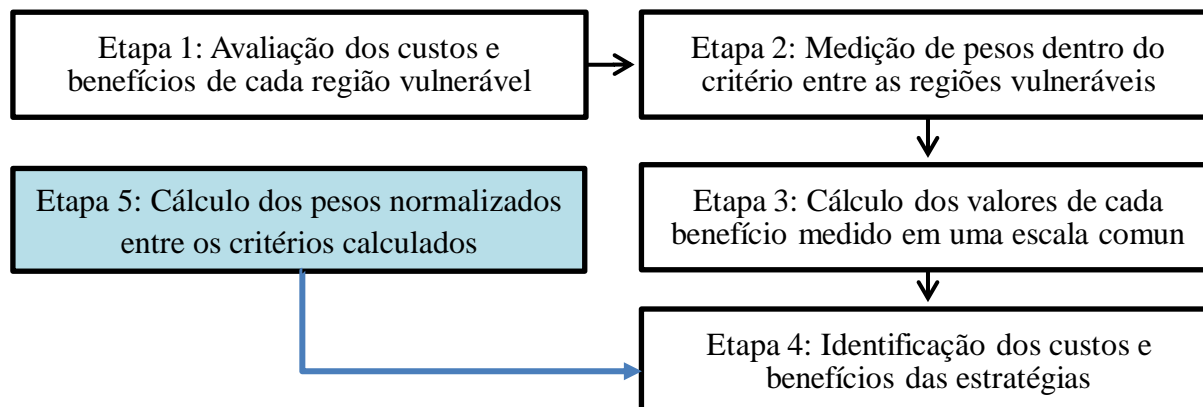 Etapa 1: Avaliação dos custos e
benefícios de cada região vulnerável
Etapa 2: Medição de pesos dentro do
critério entre as regiões vulneráveis
Etapa 5: Cálculo dos pesos normalizados
entre os critérios calculados
Etapa 3: Cálculo dos valores de cada
benefício medido em uma escala comun
Etapa 4: Identificação dos custos e
benefícios das estratégias